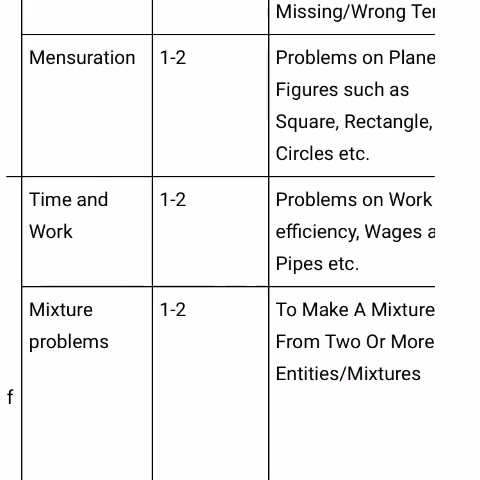 Missing/Wrong Ter
Mensuration 1-2 Problems on Plane
Figures such as
Square, Rectangle,
Circles etc.
Time and 1-2 Problems on Work
Work efficiency, Wages a
Pipes etc.
Mixture 1-2 To Make A Mixture
problems From Two Or More
Entities/Mixtures
f